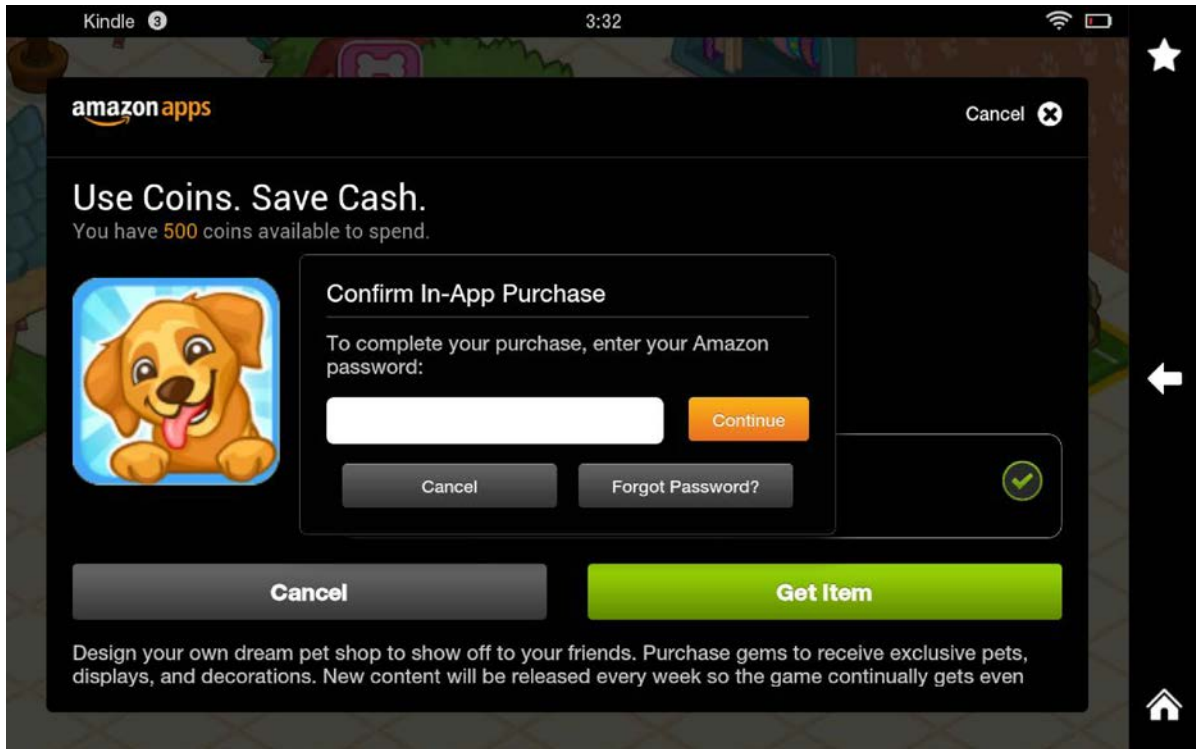 Kindle 3 3:32
amazon apps
Cancel
Use Coins. Save Cash.
You have 500 coins available to spend.
Confirm In-App Purchase
To complete your purchase, enter your Amazon
password:
Continue
Cancel Forgot Password?
Cancel Get Item
Design your own dream pet shop to show off to your friends. Purchase gems to receive exclusive pets,
displays, and decorations. New content will be released every week so the game continually gets even